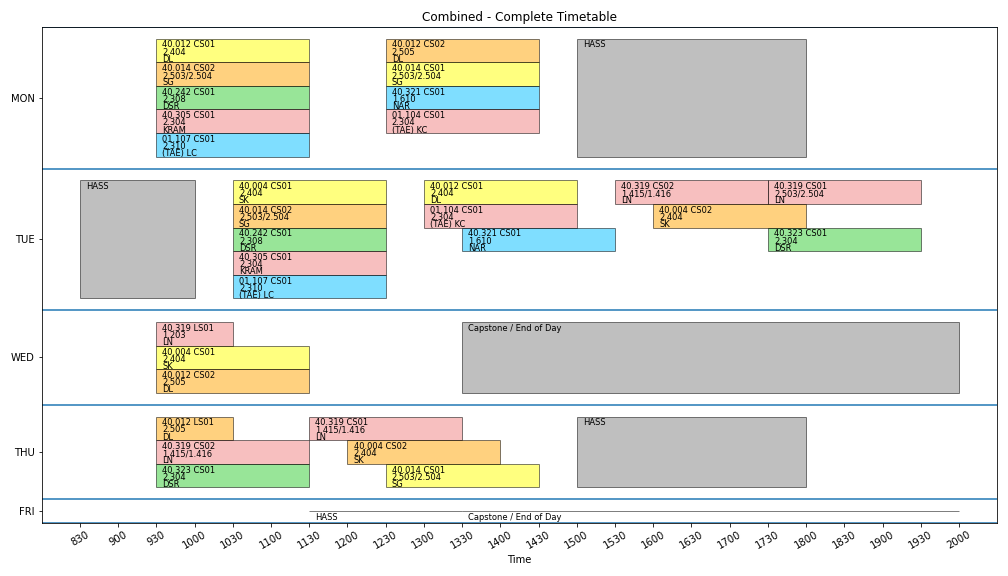 Combined - Complete Timetable
MON
40.012 CS01
2.404
DL
40.014 CS02
2.503/2.504
SG
40.242 CS01
2.308
DSR
40.305 CS01
2.304
KRAM
01.107 CS01
2.310
(TAE) LC
40.012 CS02
2.505
DL
40.014 CS01
2.503/2.504
SG
40.321 CS01
1.610
NAR
01.104 CS01
2.304
(TAE) KC
HASS
TUE
HASS
40.004 CS01
2.404
SK
40.014 CS02
2.503/2.504
SG
40.242 CS01
2.308
DSR
40.305 CS01
2.304
KRAM
01.107 CS01
2.310
(TAE) LC
40.012 CS01
2.404
DL
01.104 CS01
2.304
(TAE) KC
40.321 CS01
1.610
NAR
40.319 CS02
1.415/1.416
LN
40.004 CS02
2.404
SK
40.319 CS01
2.503/2.504
LN
40.323 CS01
2.304
DSR
WED
40.319 LS01
1.203
LN
40.004 CS01
2.404
SK
40.012 CS02
2.505
DL
Capstone / End of Day
THU
40.012 LS01
2.505
DL
40.319 CS02
1.415/1.416
LN
40.323 CS01
2.304
DSR
40.319 CS01
1.415/1.416
LN
40.004 CS02
2.404
SK
40.014 CS01
2.503/2.504
SG
HASS
FRI
HASS
Capstone / End of Day
830 900 930 1000 1030 1100 1130 1200 1230 1300 1330 1400 1430 1500 1530 1600 1630 1700 1730 1800 1830 1900 1930 2000
Time